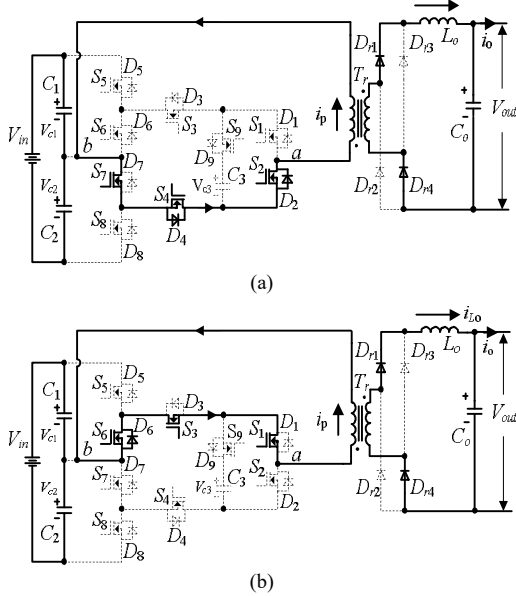 Dr1 Dr3 Lo io
C1 S5 D5 D3 Tr
Vin Vc1 S6 D6 S3 S9 S1 D1 ip Vout
b D7 D9 C3 a Co
Vc2 S7 S4 Vc3 S2
C2 S8 D4 D2 Dr2 Dr4
D8
(a)
iLo
Dr1 Dr3 Lo io
C1 S5 D5 D3 Tr
Vin Vc1 S6 D6 S3 S9 S1 D1 ip Vout
b D7 D9 C3 a Co
Vc2 S7 S4 Vc3 S2
C2 S8 D4 D2 Dr2 Dr4
D8
(b)